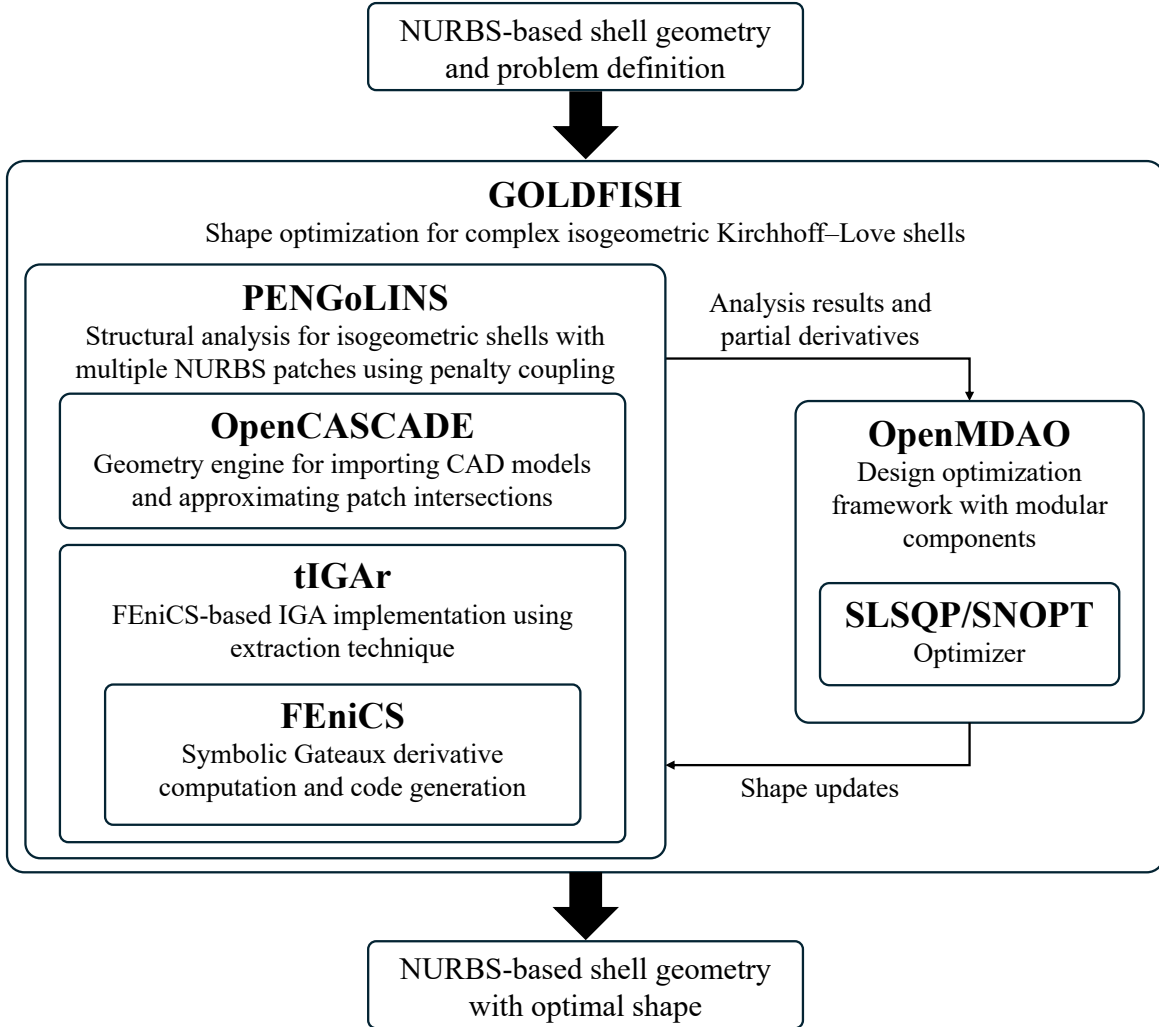 NURBS-based shell geometry
and problem definition
GOLDFISH
Shape optimization for complex isogeometric Kirchhoff–Love shells
PENGoLINS
Structural analysis for isogeometric shells with
multiple NURBS patches using penalty coupling
OpenCASCADE
Geometry engine for importing CAD models
and approximating patch intersections
tIGAr
FEniCS-based IGA implementation using
extraction technique
FEniCS
Symbolic Gateaux derivative
computation and code generation
Analysis results and
partial derivatives
OpenMDAO
Design optimization
framework with modular
components
SLSQP/SNOPT
Optimizer
Shape updates
NURBS-based shell geometry
with optimal shape